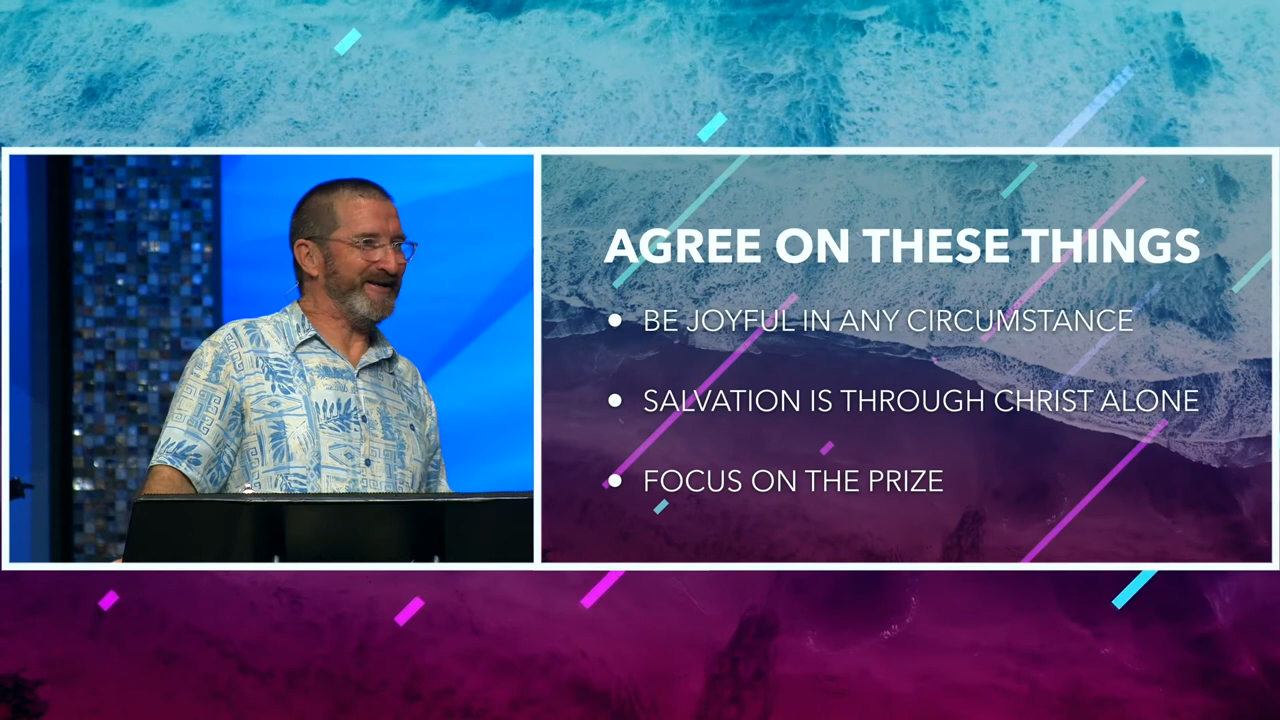 AGREE ON THESE THINGS
• BE JOYFUL IN ANY CIRCUMSTANCE
• SALVATION IS THROUGH CHRIST ALONE
• FOCUS ON THE PRIZE